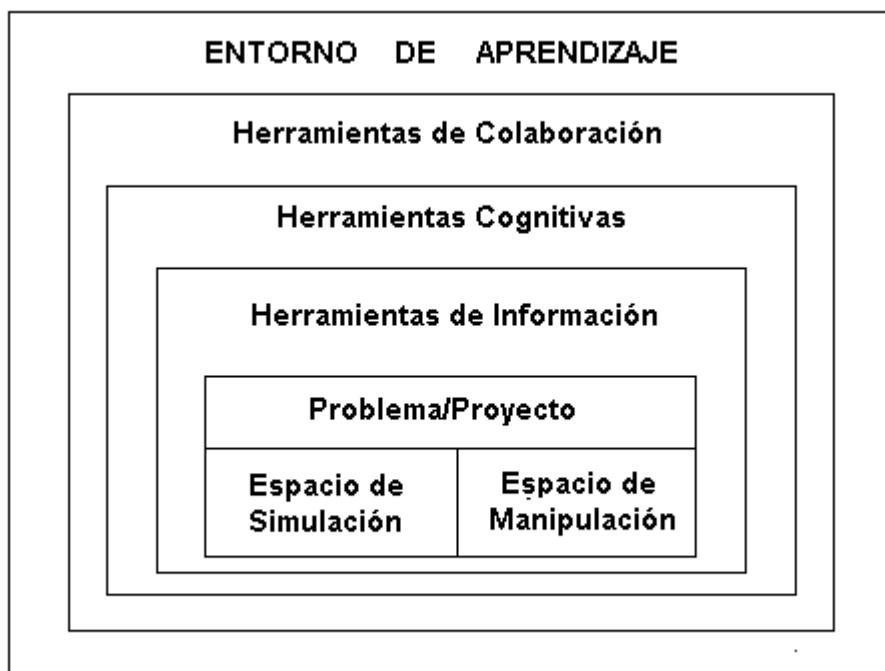 ENTORNO DE APRENDIZAJE
Herramientas de Colaboración
Herramientas Cognitivas
Herramientas de Información
Problema/Proyecto
Espacio de
Simulación
Espacio de
Manipulación